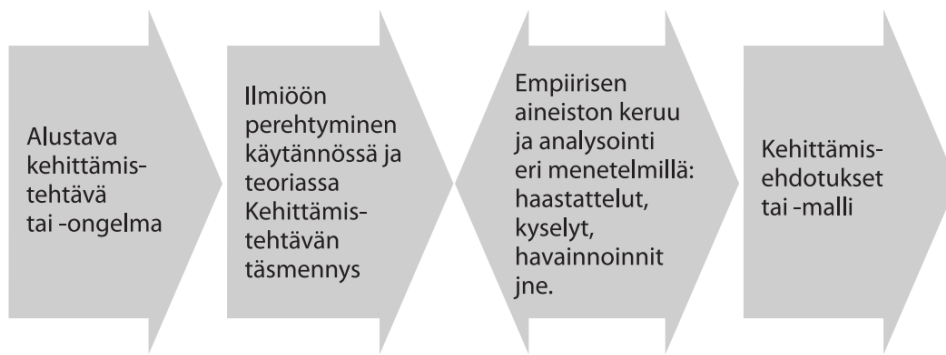 Alustava
kehittämis-
tehtävä
tai -ongelma
Ilmiöön
perehtyminen
käytännössä ja
teoriassa
Kehittämis-
tehtävän
täsmennys
Empiirisen
aineiston keruu
ja analysointi
eri menetelmillä:
haastattelut,
kyselyt,
havainnoinnit
jne.
Kehittämis-
ehdotukset
tai -malli